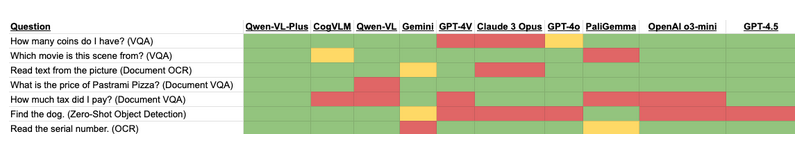 Question Qwen-VL-Plus CogVLM Qwen-VL Gemini GPT-4V Claude 3 Opus GPT-4o PaliGemma OpenAI o3-mini GPT-4.5
How many coins do I have? (VQA)
Which movie is this scene from? (VQA)
Read text from the picture (Document OCR)
What is the price of Pastrami Pizza? (Document VQA)
How much tax did I pay? (Document VQA)
Find the dog. (Zero-Shot Object Detection)
Read the serial number. (OCR)